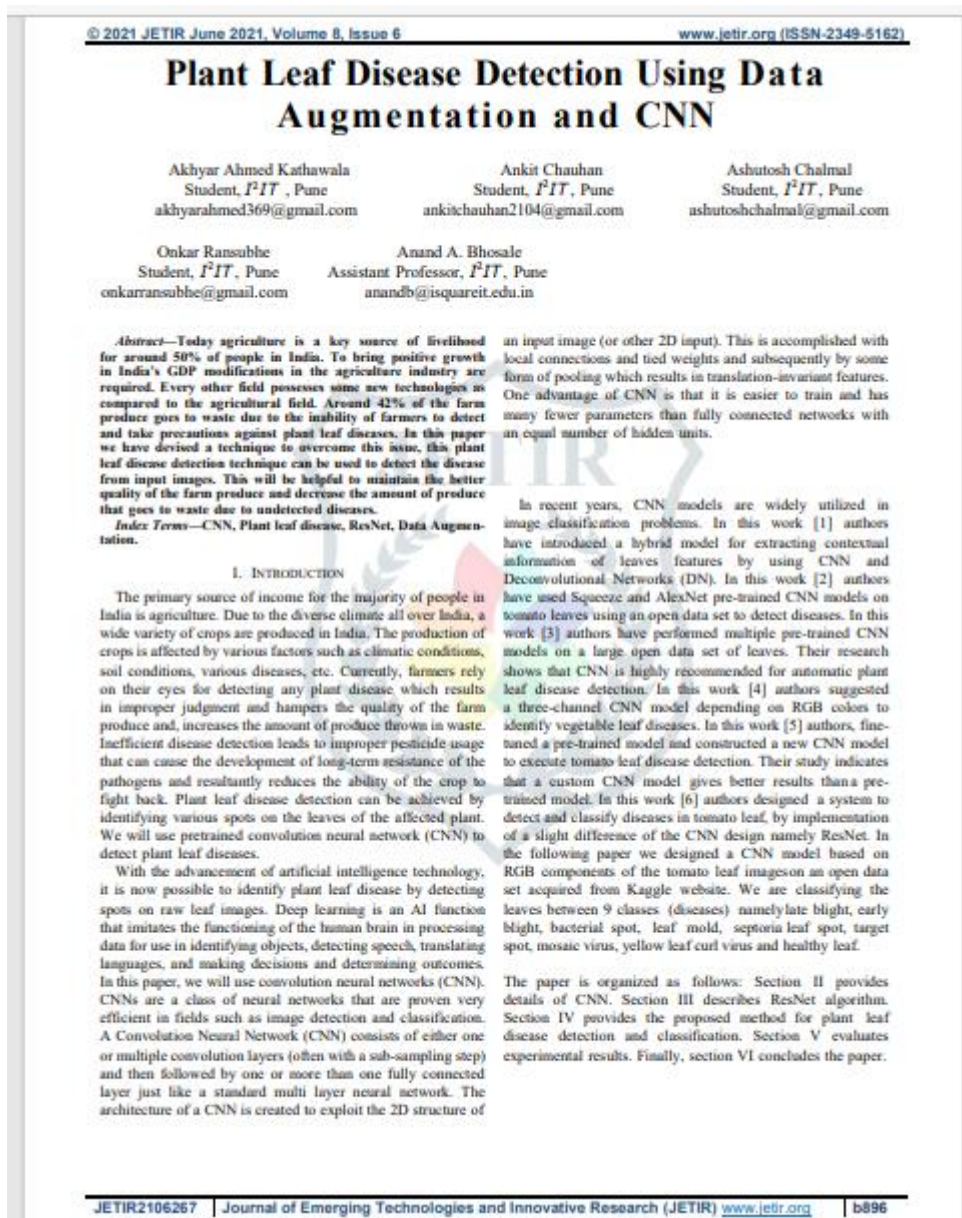 © 2021 JETIR June 2021, Volume 8, Issue 6 www.jetir.org (ISSN-2349-5162)
Plant Leaf Disease Detection Using Data
Augmentation and CNN
Akhyar Ahmed Kathawala
Student, I²IT , Pune
akhyarahmed369@gmail.com
Ankit Chauhan
Student, I²IT, Pune
ankitchauhan2104@gmail.com
Ashutosh Chalmal
Student, I²IT, Pune
ashutoshchalmal@gmail.com
Onkar Ransubhe
Student, I²IT, Pune
onkarransubhe@gmail.com
Anand A. Bhosale
Assistant Professor, I²IT, Pune
anandb@isquareit.edu.in
Abstract—Today agriculture is a key source of livelihood
for around 50% of people in India. To bring positive growth
in India's GDP modifications in the agriculture industry are
required. Every other field possesses some new technologies as
compared to the agricultural field. Around 42% of the farm
produce goes to waste due to the inability of farmers to detect
and take precautions against plant leaf diseases. In this paper
we have devised a technique to overcome this issue, this plant
leaf disease detection technique can be used to detect the disease
from input images. This will be helpful to maintain the better
quality of the farm produce and decrease the amount of produce
that goes to waste due to undetected diseases.
Index Terms—CNN, Plant leaf disease, ResNet, Data Augmen-
tation.
I. INTRODUCTION
The primary source of income for the majority of people in
India is agriculture. Due to the diverse climate all over India, a
wide variety of crops are produced in India. The production of
crops is affected by various factors such as climatic conditions,
soil conditions, various diseases, etc. Currently, farmers rely
on their eyes for detecting any plant disease which results
in improper judgment and hampers the quality of the farm
produce and, increases the amount of produce thrown in waste.
Inefficient disease detection leads to improper pesticide usage
that can cause the development of long-term resistance of the
pathogens and resultantly reduces the ability of the crop to
fight back. Plant leaf disease detection can be achieved by
identifying various spots on the leaves of the affected plant.
We will use pretrained convolution neural network (CNN) to
detect plant leaf diseases.
With the advancement of artificial intelligence technology,
it is now possible to identify plant leaf disease by detecting
spots on raw leaf images. Deep learning is an AI function
that imitates the functioning of the human brain in processing
data for use in identifying objects, detecting speech, translating
languages, and making decisions and determining outcomes.
In this paper, we will use convolution neural networks (CNN).
CNNs are a class of neural networks that are proven very
efficient in fields such as image detection and classification.
A Convolution Neural Network (CNN) consists of either one
or multiple convolution layers (often with a sub-sampling step)
and then followed by one or more than one fully connected
layer just like a standard multi layer neural network. The
architecture of a CNN is created to exploit the 2D structure of
an input image (or other 2D input). This is accomplished with
local connections and tied weights and subsequently by some
form of pooling which results in translation-invariant features.
One advantage of CNN is that it is easier to train and has
many fewer parameters than fully connected networks with
an equal number of hidden units.
In recent years, CNN models are widely utilized in
image classification problems. In this work [1] authors
have introduced a hybrid model for extracting contextual
information of leaves features by using CNN and
Deconvolutional Networks (DN). In this work [2] authors
have used Squeeze and AlexNet pre-trained CNN models on
tomato leaves using an open data set to detect diseases. In this
work [3] authors have performed multiple pre-trained CNN
models on a large open data set of leaves. Their research
shows that CNN is highly recommended for automatic plant
leaf disease detection. In this work [4] authors suggested
a three-channel CNN model depending on RGB colors to
identify vegetable leaf diseases. In this work [5] authors, fine-
tuned a pre-trained model and constructed a new CNN model
to execute tomato leaf disease detection. Their study indicates
that a custom CNN model gives better results than a pre-
trained model. In this work [6] authors designed a system to
detect and classify diseases in tomato leaf, by implementation
of a slight difference of the CNN design namely ResNet. In
the following paper we designed a CNN model based on
RGB components of the tomato leaf imageson an open data
set acquired from Kaggle website. We are classifying the
leaves between 9 classes (diseases) namelylate blight, early
blight, bacterial spot, leaf mold, septoria leaf spot, target
spot, mosaic virus, yellow leaf curl virus and healthy leaf.
The paper is organized as follows: Section II provides
details of CNN. Section III describes ResNet algorithm.
Section IV provides the proposed method for plant leaf
disease detection and classification. Section V evaluates
experimental results. Finally, section VI concludes the paper.
JETIR
JETIR2106267 Journal of Emerging Technologies and Innovative Research (JETIR) www.jetir.org b896